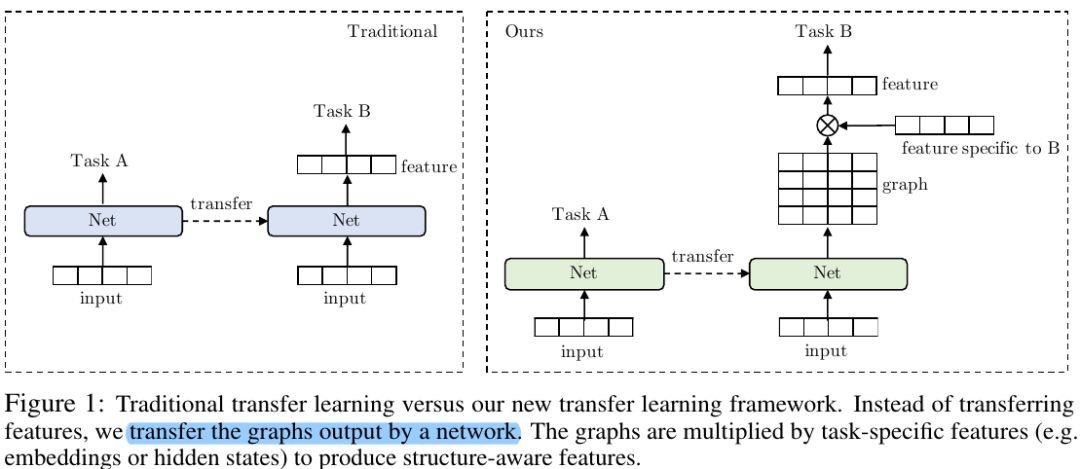 Traditional
Task A
Net
input
transfer
Task B
feature
Net
input
Ours
Task A
Net
input
transfer
Task B
feature
feature specific to B
graph
Net
input
Figure 1: Traditional transfer learning versus our new transfer learning framework. Instead of transferring
features, we transfer the graphs output by a network. The graphs are multiplied by task-specific features (e.g.
embeddings or hidden states) to produce structure-aware features.